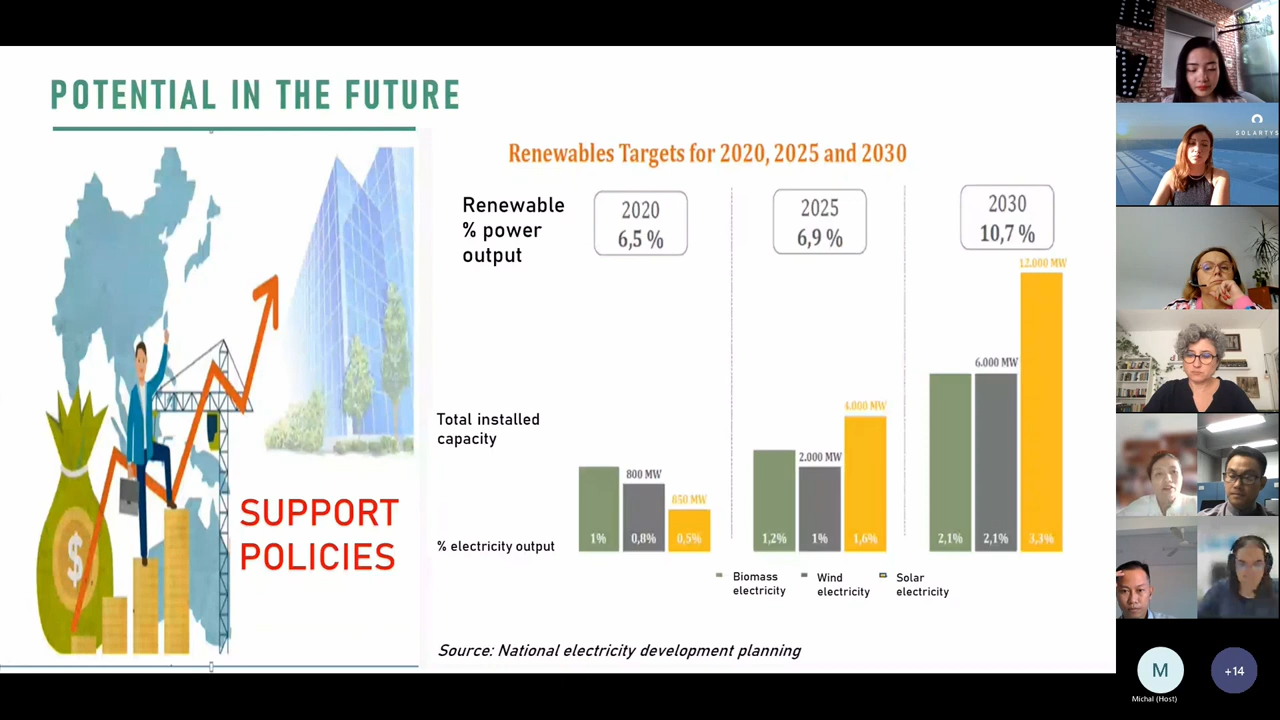 POTENTIAL IN THE FUTURE
Renewables Targets for 2020, 2025 and 2030
Renewable
% power
output
2020
6,5 %
2025
6,9 %
2030
10,7 %
Total installed
capacity
800 MW
850 MW
2.000 MW
4.000 MW
6.000 MW
12.000 MW
% electricity output
1%
0,8%
0,5%
1,2%
1%
1,6%
2,1%
2,1%
3,3%
Biomass
electricity
Wind
electricity
Solar
electricity
$
SUPPORT
POLICIES
Source: National electricity development planning
SOLARTYS
M
Michal (Host)
+14